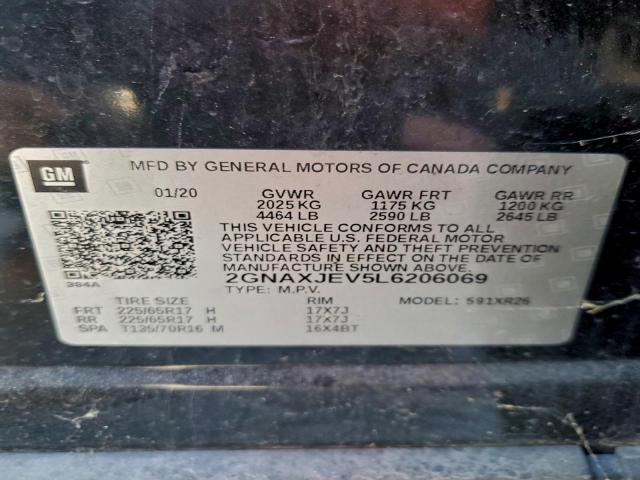 GM
MFD BY GENERAL MOTORS OF CANADA COMPANY
01/20 GVWR GAWR FRT GAWR RR
2025 KG 1175 KG 1200 KG
4464 LB 2590 LB 2645 LB
THIS VEHICLE CONFORMS TO ALL
APPLICABLE U.S. FEDERAL MOTOR
VEHICLE SAFETY AND THEFT PREVENTION
STANDARDS IN EFFECT ON THE DATE OF
MANUFACTURE SHOWN ABOVE.
384A 2GNAXJEV5L6206069
TYPE: M.P.V. MODEL: 591XR26
TIRE SIZE RIM
FRT 225/65R17 H 17X7J
RR 225/65R17 H 17X7J
SPA T135/70R16 M 16X4BT